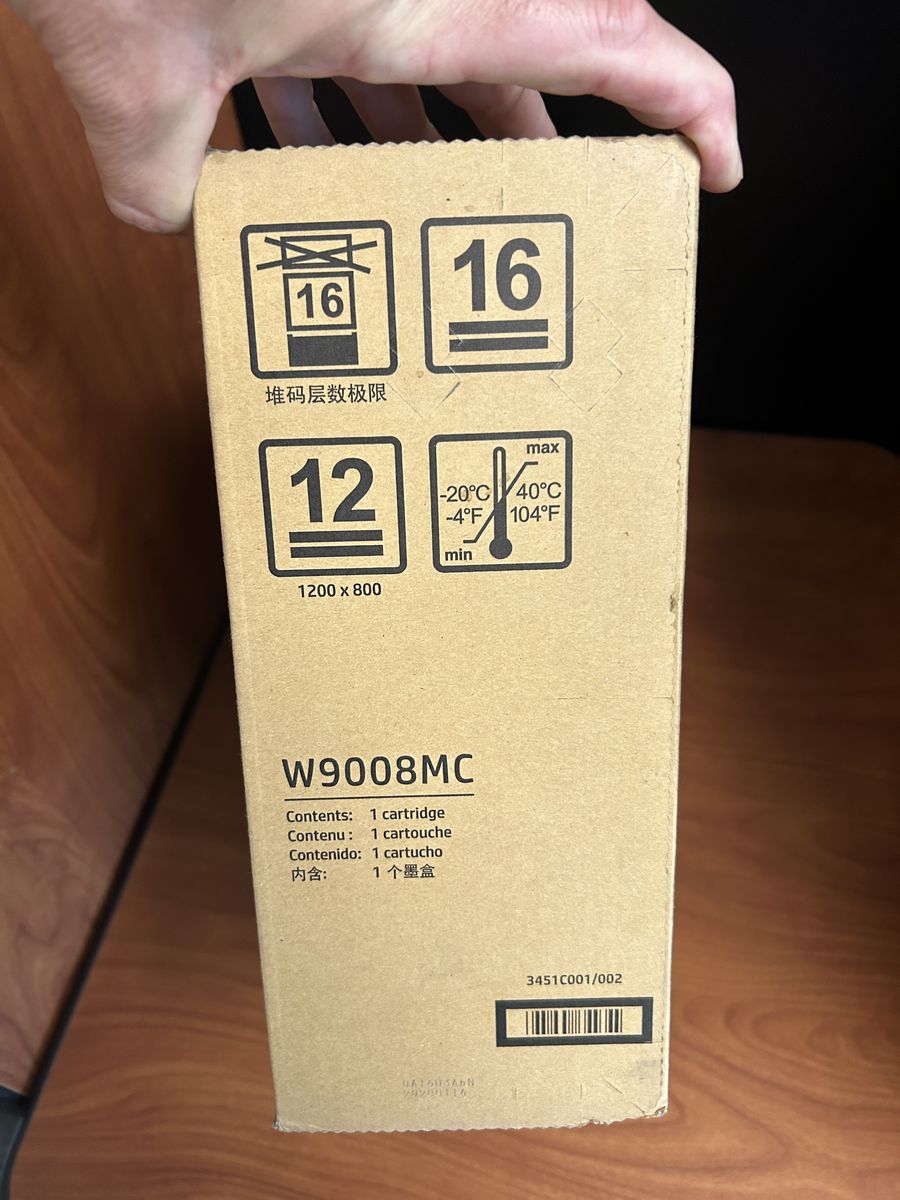 16
16
堆码层数极限
12
1200 x 800
max
-20°C 40°C
-4°F 104°F
min
W9008MC
Contents: 1 cartridge
Contenu : 1 cartouche
Contenido: 1 cartucho
内含: 1 个墨盒
3451C001/002